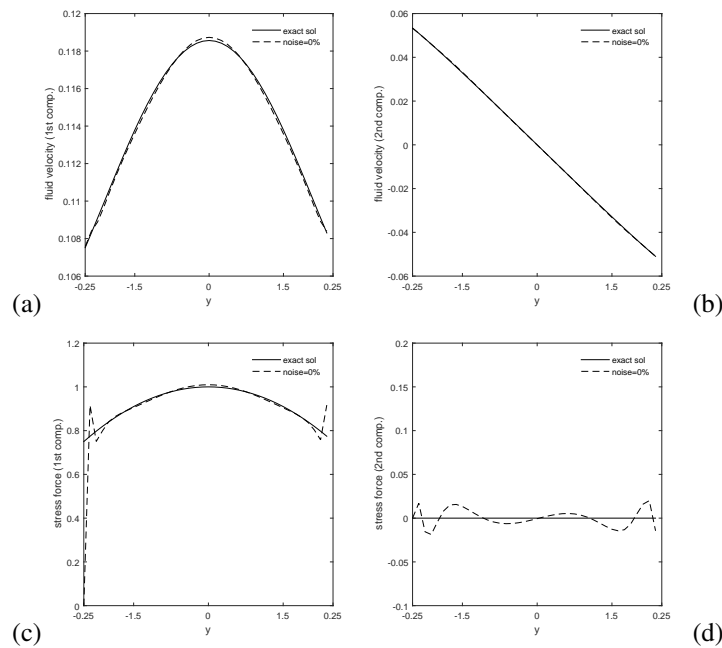 0.12
0.118
0.116
0.114
0.112
0.11
0.108
0.106
fluid velocity (1st comp.)
exact sol
noise=0%
-0.25
-1.5
0
1.5
0.25
y
(a)
0.06
0.04
0.02
0
-0.02
-0.04
-0.06
fluid velocity (2nd comp.)
exact sol
noise=0%
-0.25
-1.5
0
1.5
0.25
y
(b)
1.2
1
0.8
0.6
0.4
0.2
0
stress force (1st comp.)
exact sol
noise=0%
-0.25
-1.5
0
1.5
0.25
y
(c)
0.2
0.15
0.1
0.05
0
-0.05
-0.1
stress force (2nd comp.)
exact sol
noise=0%
-0.25
-1.5
0
1.5
0.25
y
(d)